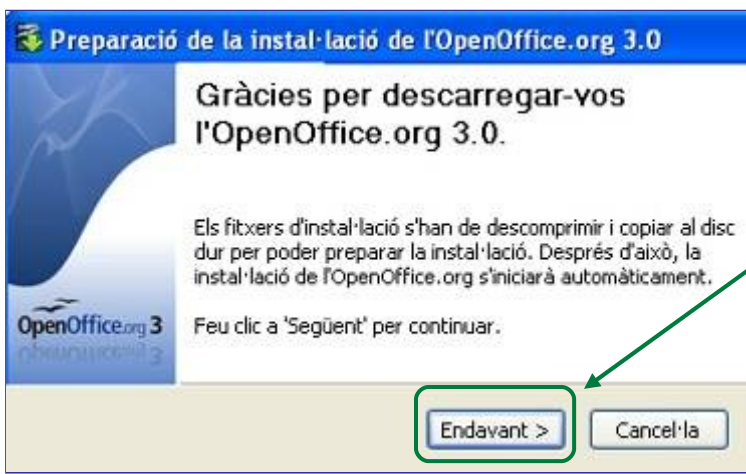 Preparació de la instal·lació de l'OpenOffice.org 3.0
Gràcies per descarregar-vos
l'OpenOffice.org 3.0.
Els fitxers d'instal·lació s'han de descomprimir i copiar al disc
dur per poder preparar la instal·lació. Després d'això, la
instal·lació de l'OpenOffice.org s'iniciarà automàticament.
OpenOffice.org 3
Feu clic a 'Següent' per continuar.
Endavant >
Cancel·la